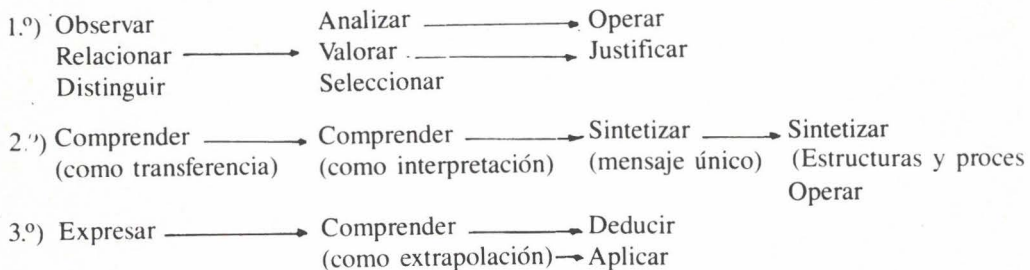 1.º) Observar Analizar → Operar
Relacionar → Valorar → Justificar
Distinguir Seleccionar
2.º) Comprender → Comprender → Sintetizar → Sintetizar
(como transferencia) (como interpretación) (mensaje único) (Estructuras y proces
Operar
3.º) Expresar → Comprender → Deducir
(como extrapolación) → Aplicar